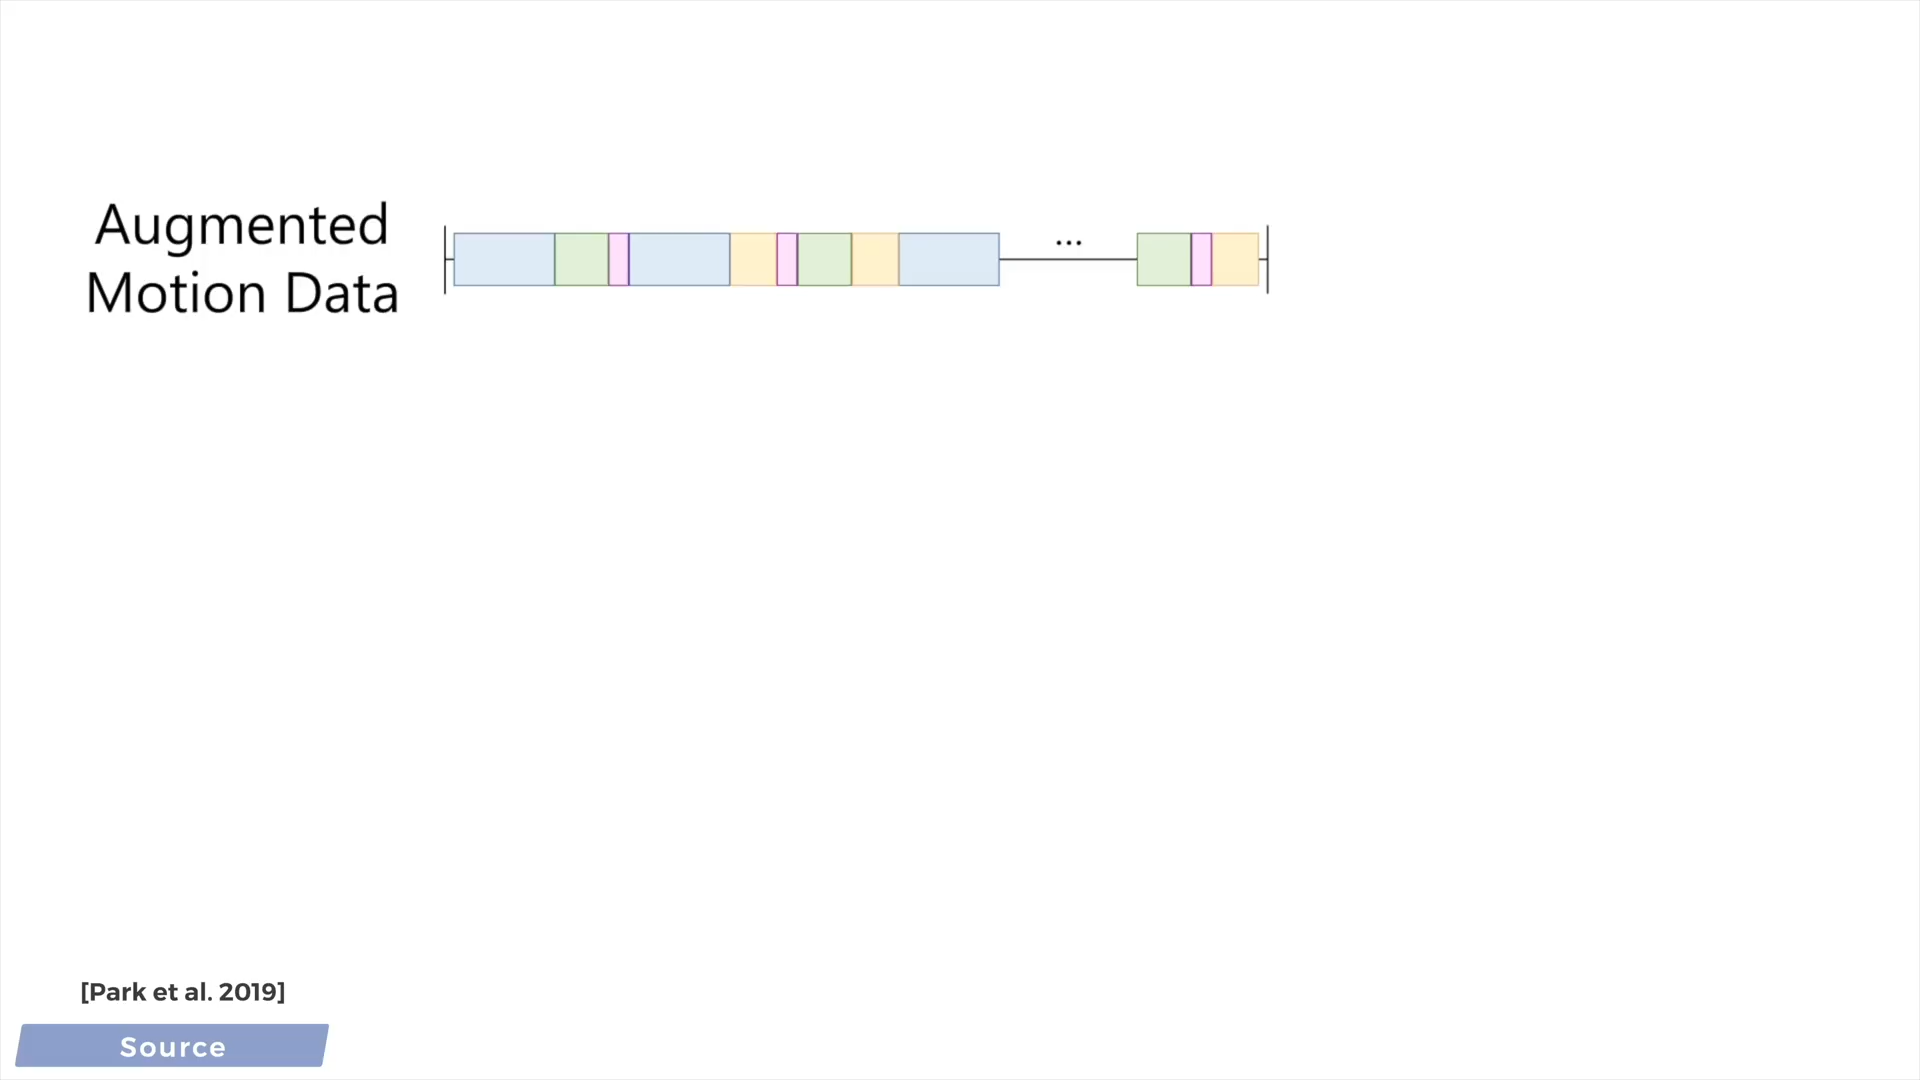 Augmented
Motion Data
...
[Park et al. 2019]
Source